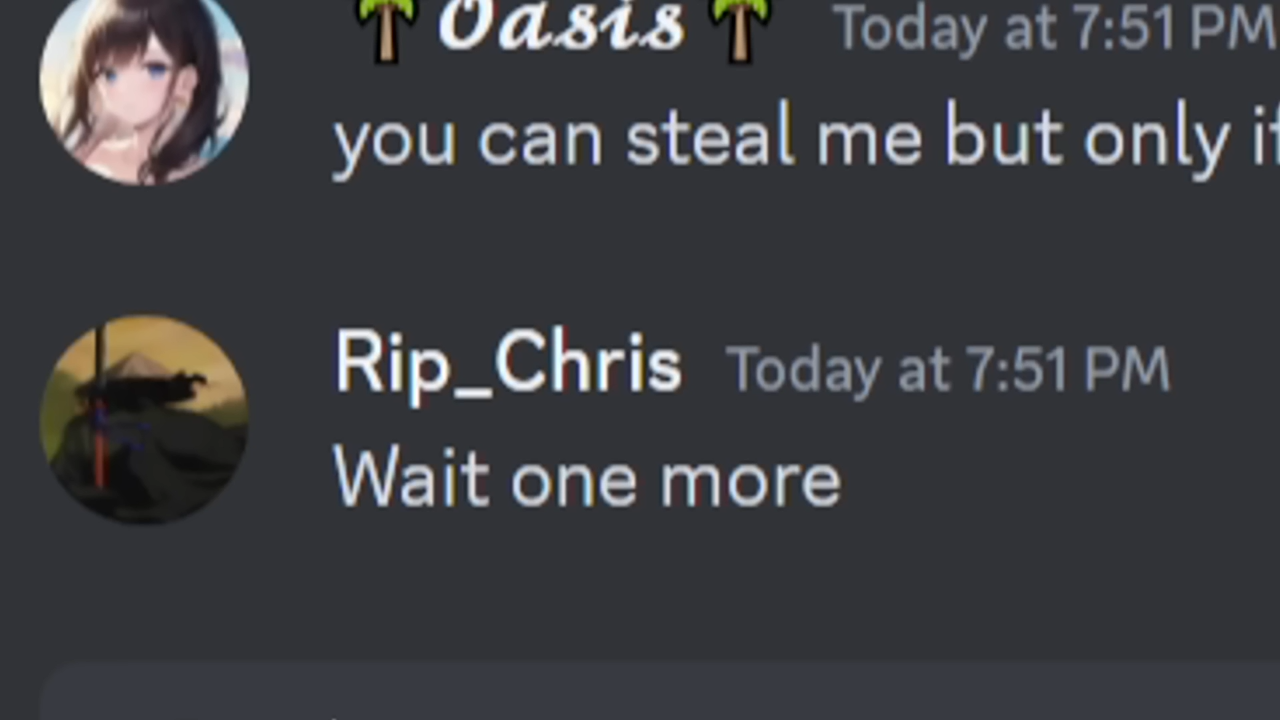 🌴 𝓞𝓪𝓼𝓲𝓼 🌴 Today at 7:51 PM
you can steal me but only if
Rip_Chris Today at 7:51 PM
Wait one more